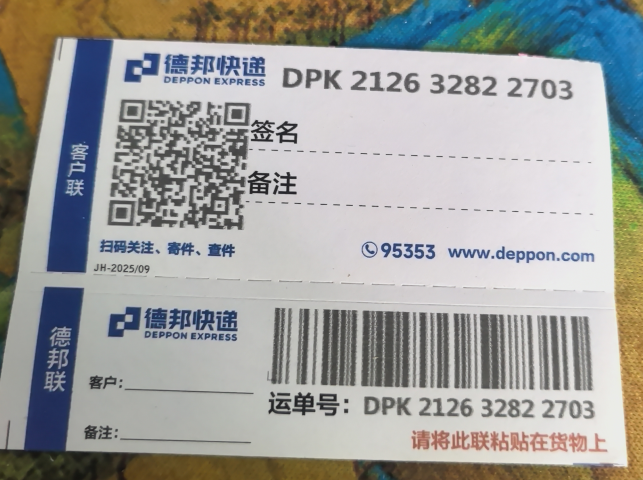 德邦快递
DEPPON EXPRESS
DPK 2126 3282 2703
客户联
签名
备注
扫码关注、寄件、查件
95353 www.deppon.com
JH-2025/09
德邦联
德邦快递
DEPPON EXPRESS
客户:
备注:
运单号: DPK 2126 3282 2703
请将此联粘贴在货物上